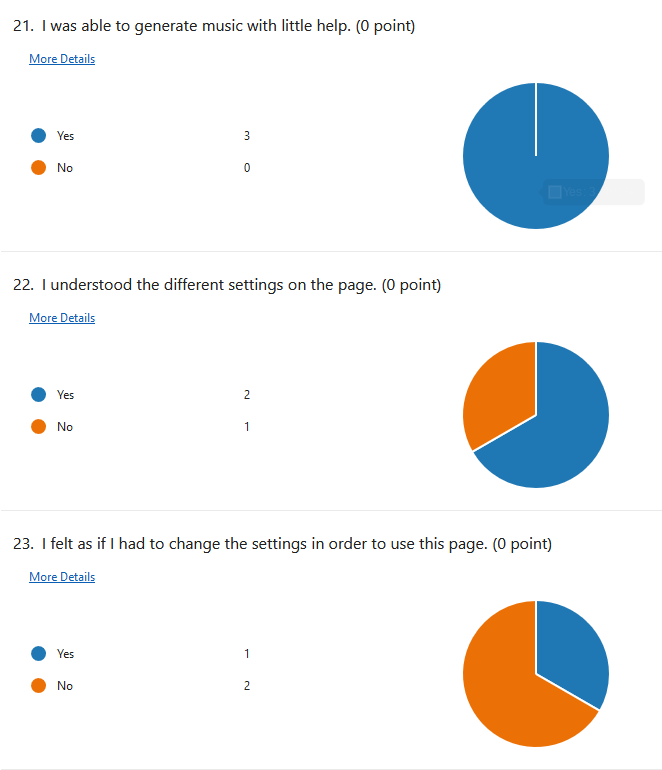 21. I was able to generate music with little help. (0 point)
More Details
Yes 3
No 0
Yes:
22. I understood the different settings on the page. (0 point)
More Details
Yes 2
No 1
23. I felt as if I had to change the settings in order to use this page. (0 point)
More Details
Yes 1
No 2